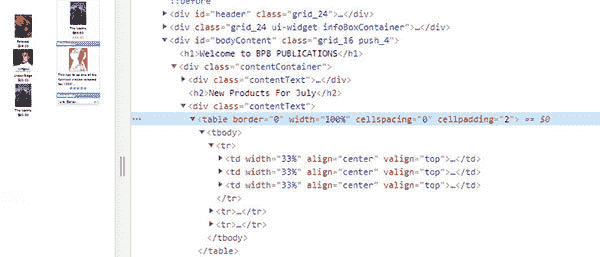 ::before
<div id="header" class="grid_24">…</div>
<div class="grid_24 ui-widget infoBoxContainer">…</div>
<div id="bodyContent" class="grid_16 push_4">
<h1>Welcome to BPB PUBLICATIONS</h1>
<div class="contentContainer">
<div class="contentText">…</div>
<h2>New Products For July</h2>
<div class="contentText">
… <table border="0" width="100%" cellspacing="0" cellpadding="2"> == $0
<tbody>
<tr>
<td width="33%" align="center" valign="top">…</td>
<td width="33%" align="center" valign="top">…</td>
<td width="33%" align="center" valign="top">…</td>
</tr>
<tr>…</tr>
<tr>…</tr>
</tbody>
</table>